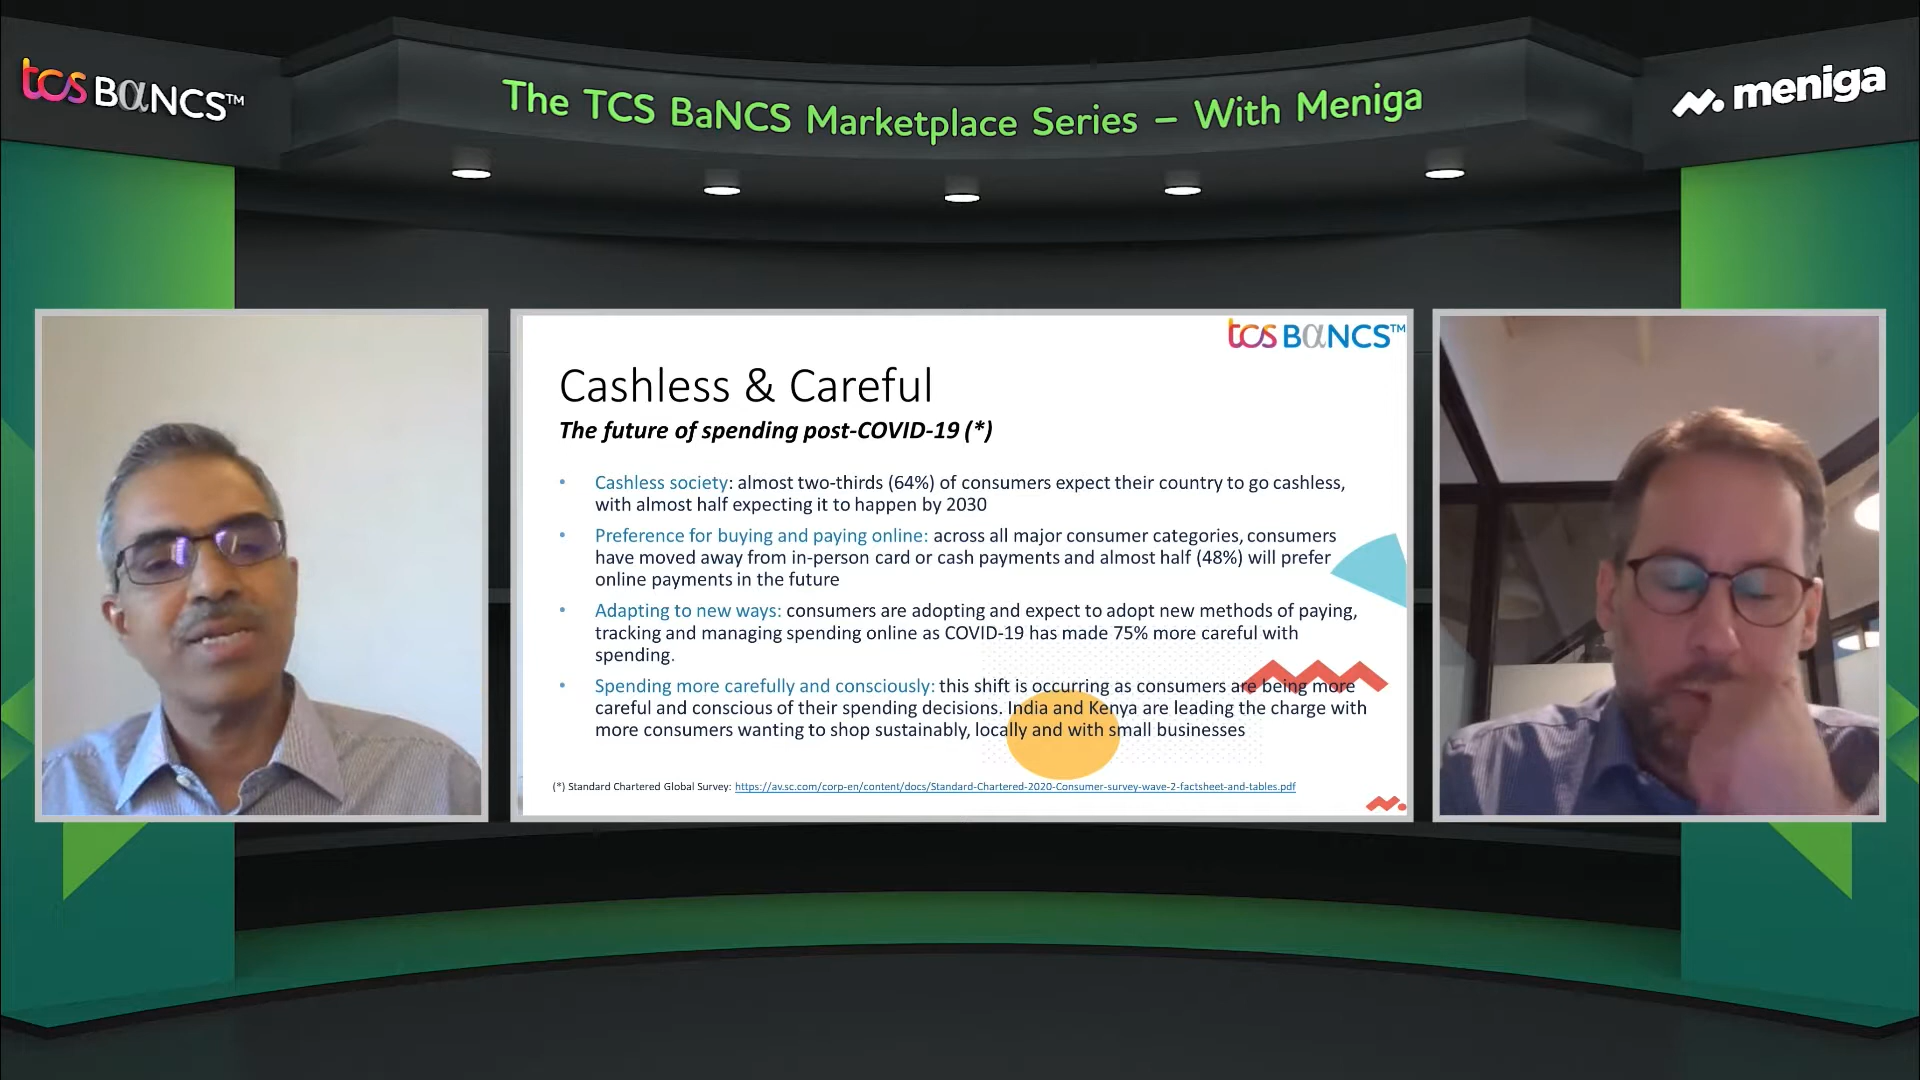 tcs BαNCS™
The TCS BaNCS Marketplace Series – With Meniga
meniga
tcs BαNCS™
Cashless & Careful
The future of spending post-COVID-19 (*)
• Cashless society: almost two-thirds (64%) of consumers expect their country to go cashless,
with almost half expecting it to happen by 2030
• Preference for buying and paying online: across all major consumer categories, consumers
have moved away from in-person card or cash payments and almost half (48%) will prefer
online payments in the future
• Adapting to new ways: consumers are adopting and expect to adopt new methods of paying,
tracking and managing spending online as COVID-19 has made 75% more careful with
spending.
• Spending more carefully and consciously: this shift is occurring as consumers are being more
careful and conscious of their spending decisions. India and Kenya are leading the charge with
more consumers wanting to shop sustainably, locally and with small businesses
(*) Standard Chartered Global Survey: https://av.sc.com/corp-en/content/docs/Standard-Chartered-2020-Consumer-survey-wave-2-factsheet-and-tables.pdf